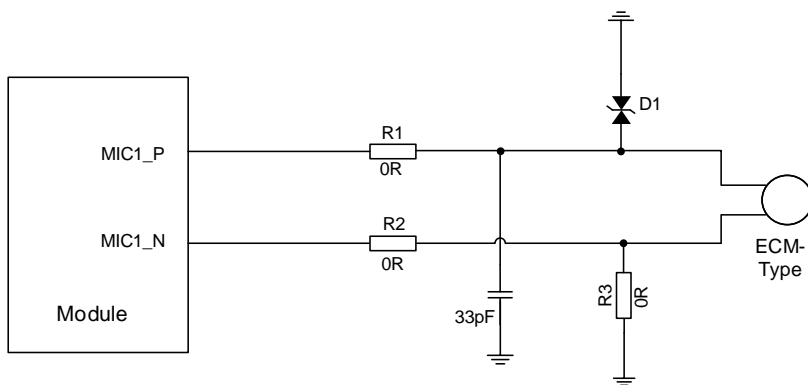 D1
R1
MIC1_P
0R
R2
MIC1_N
0R
ECM-
Type
R3
0R
33pF
Module